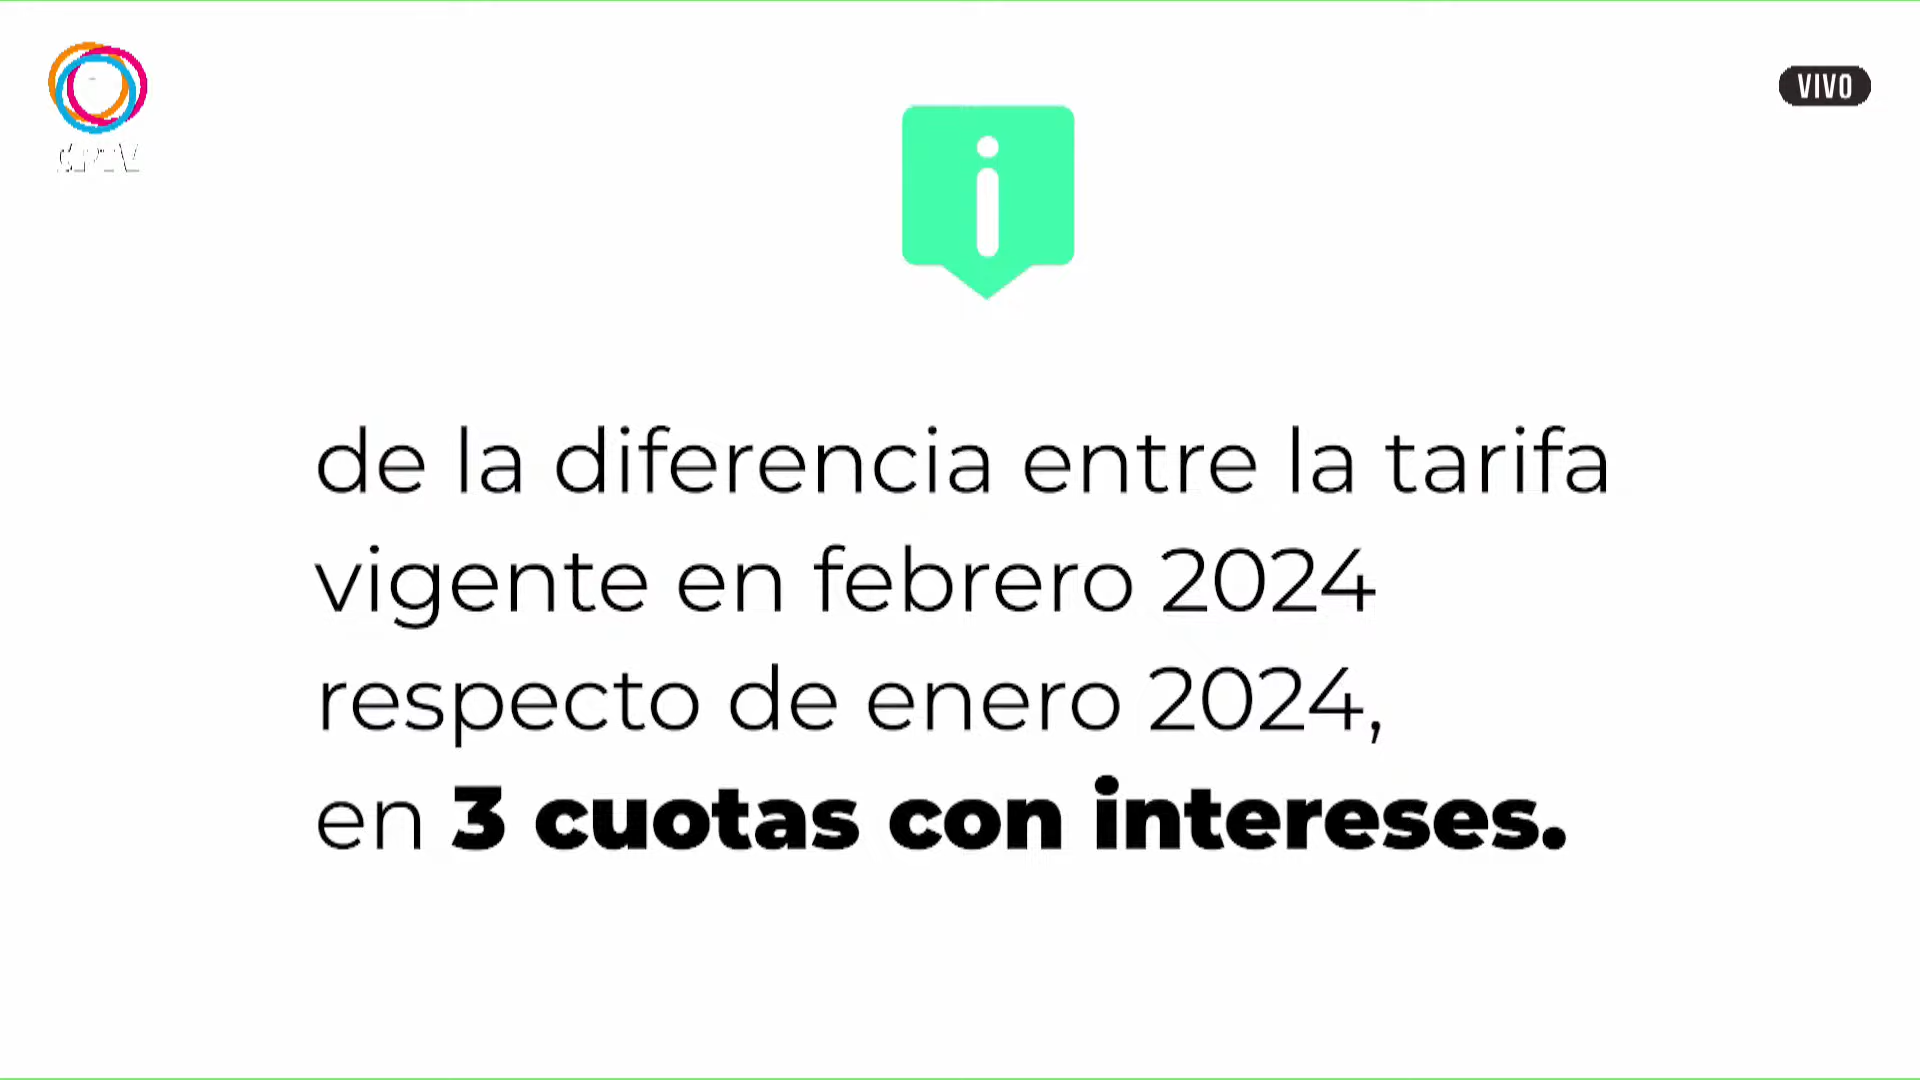 VIVO
i
de la diferencia entre la tarifa
vigente en febrero 2024
respecto de enero 2024,
en 3 cuotas con intereses.